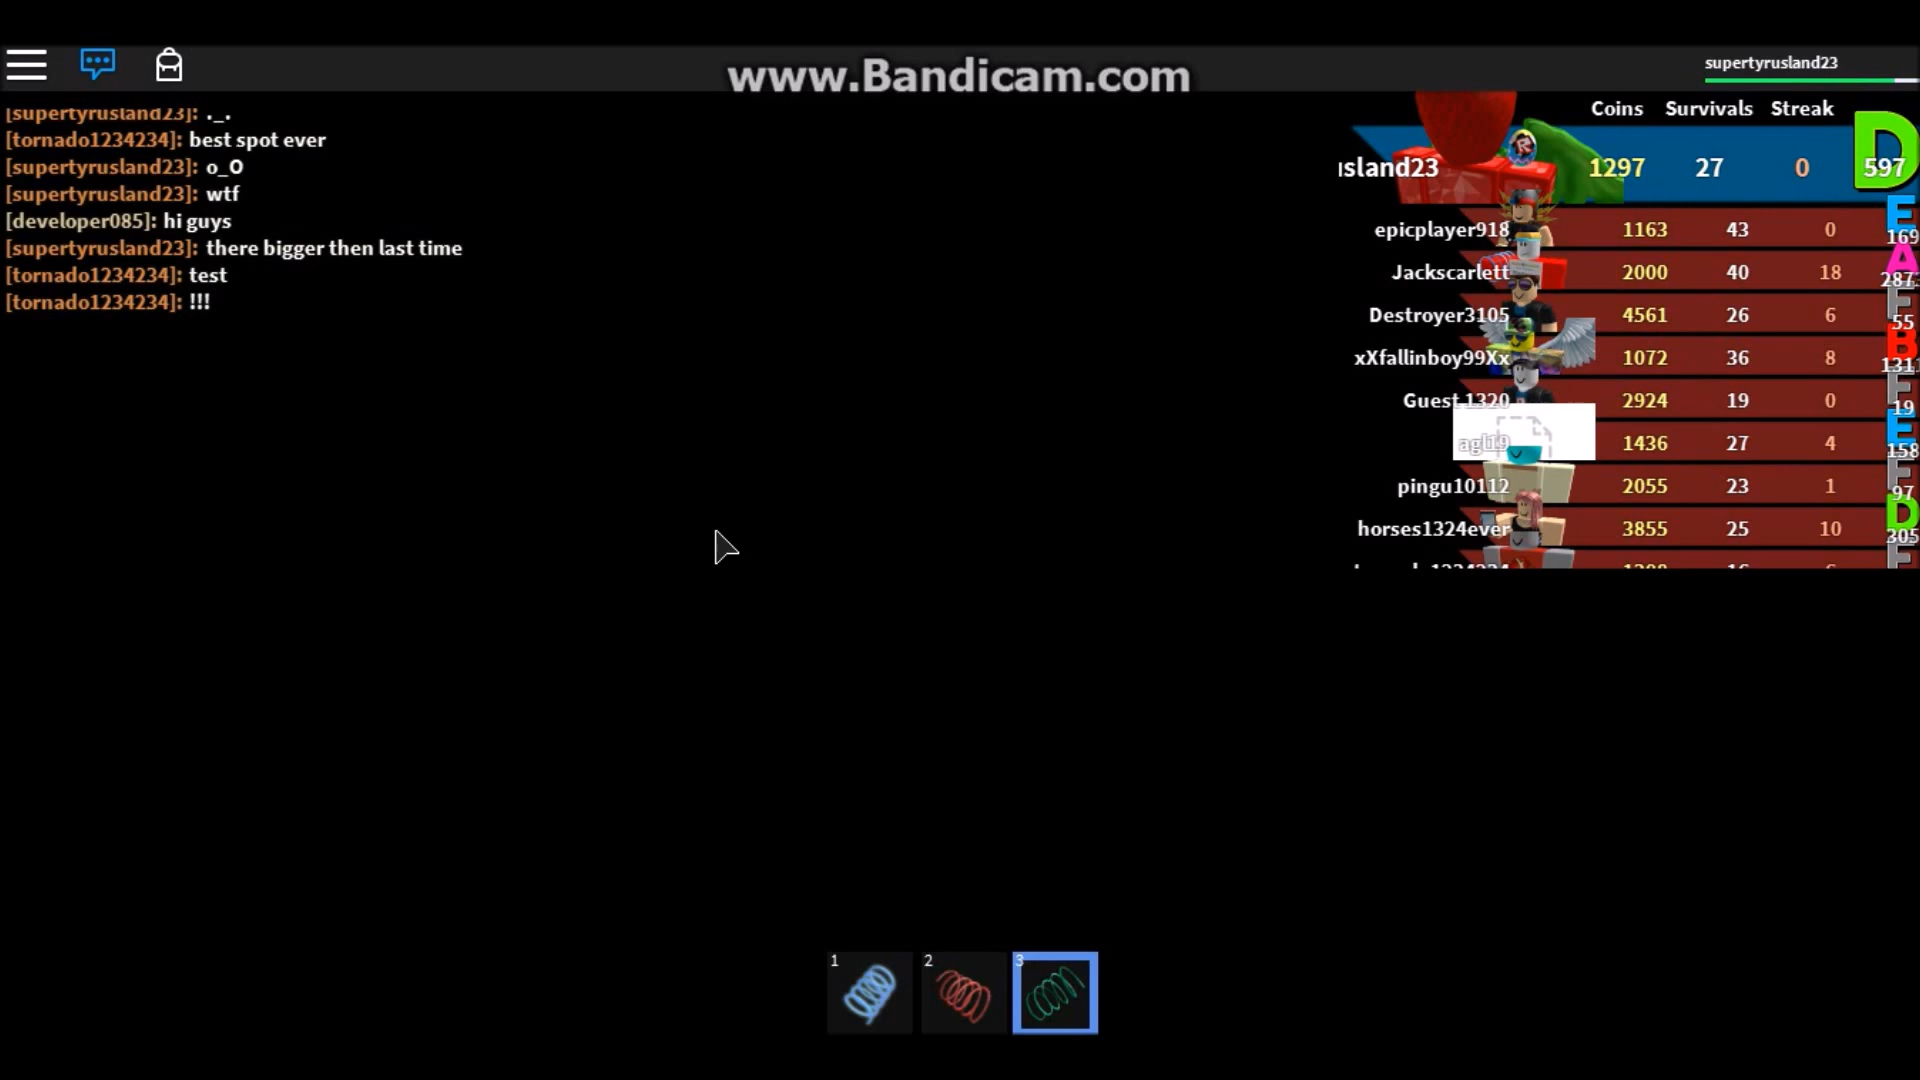 www.Bandicam.com
supertyrusland23
[supertyrusland23]: ._.
[tornado1234234]: best spot ever
[supertyrusland23]: o_O
[supertyrusland23]: wtf
[developer085]: hi guys
[supertyrusland23]: there bigger then last time
[tornado1234234]: test
[tornado1234234]: !!!
Coins Survivals Streak
usland23 1297 27 0 D 597
epicplayer918 1163 43 0 E 169
Jackscarlett 2000 40 18 A 287
Destroyer3105 4561 26 6 F 55
xXfallinboy99Xx 1072 36 8 B 1311
Guest 1320 2924 19 0 F 19
agl19 1436 27 4 E 158
pingu10112 2055 23 1 F 97
horses1324ever 3855 25 10 D 305
1 2 3